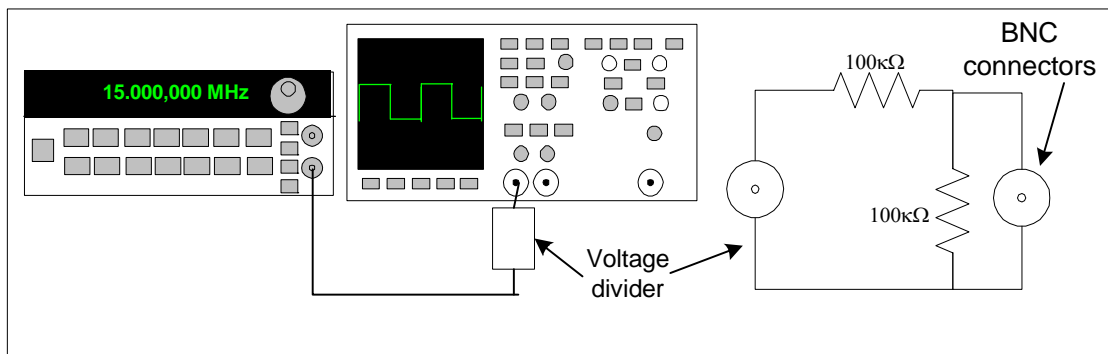 15.000,000 MHz
BNC
connectors
100κΩ
100κΩ
Voltage
divider